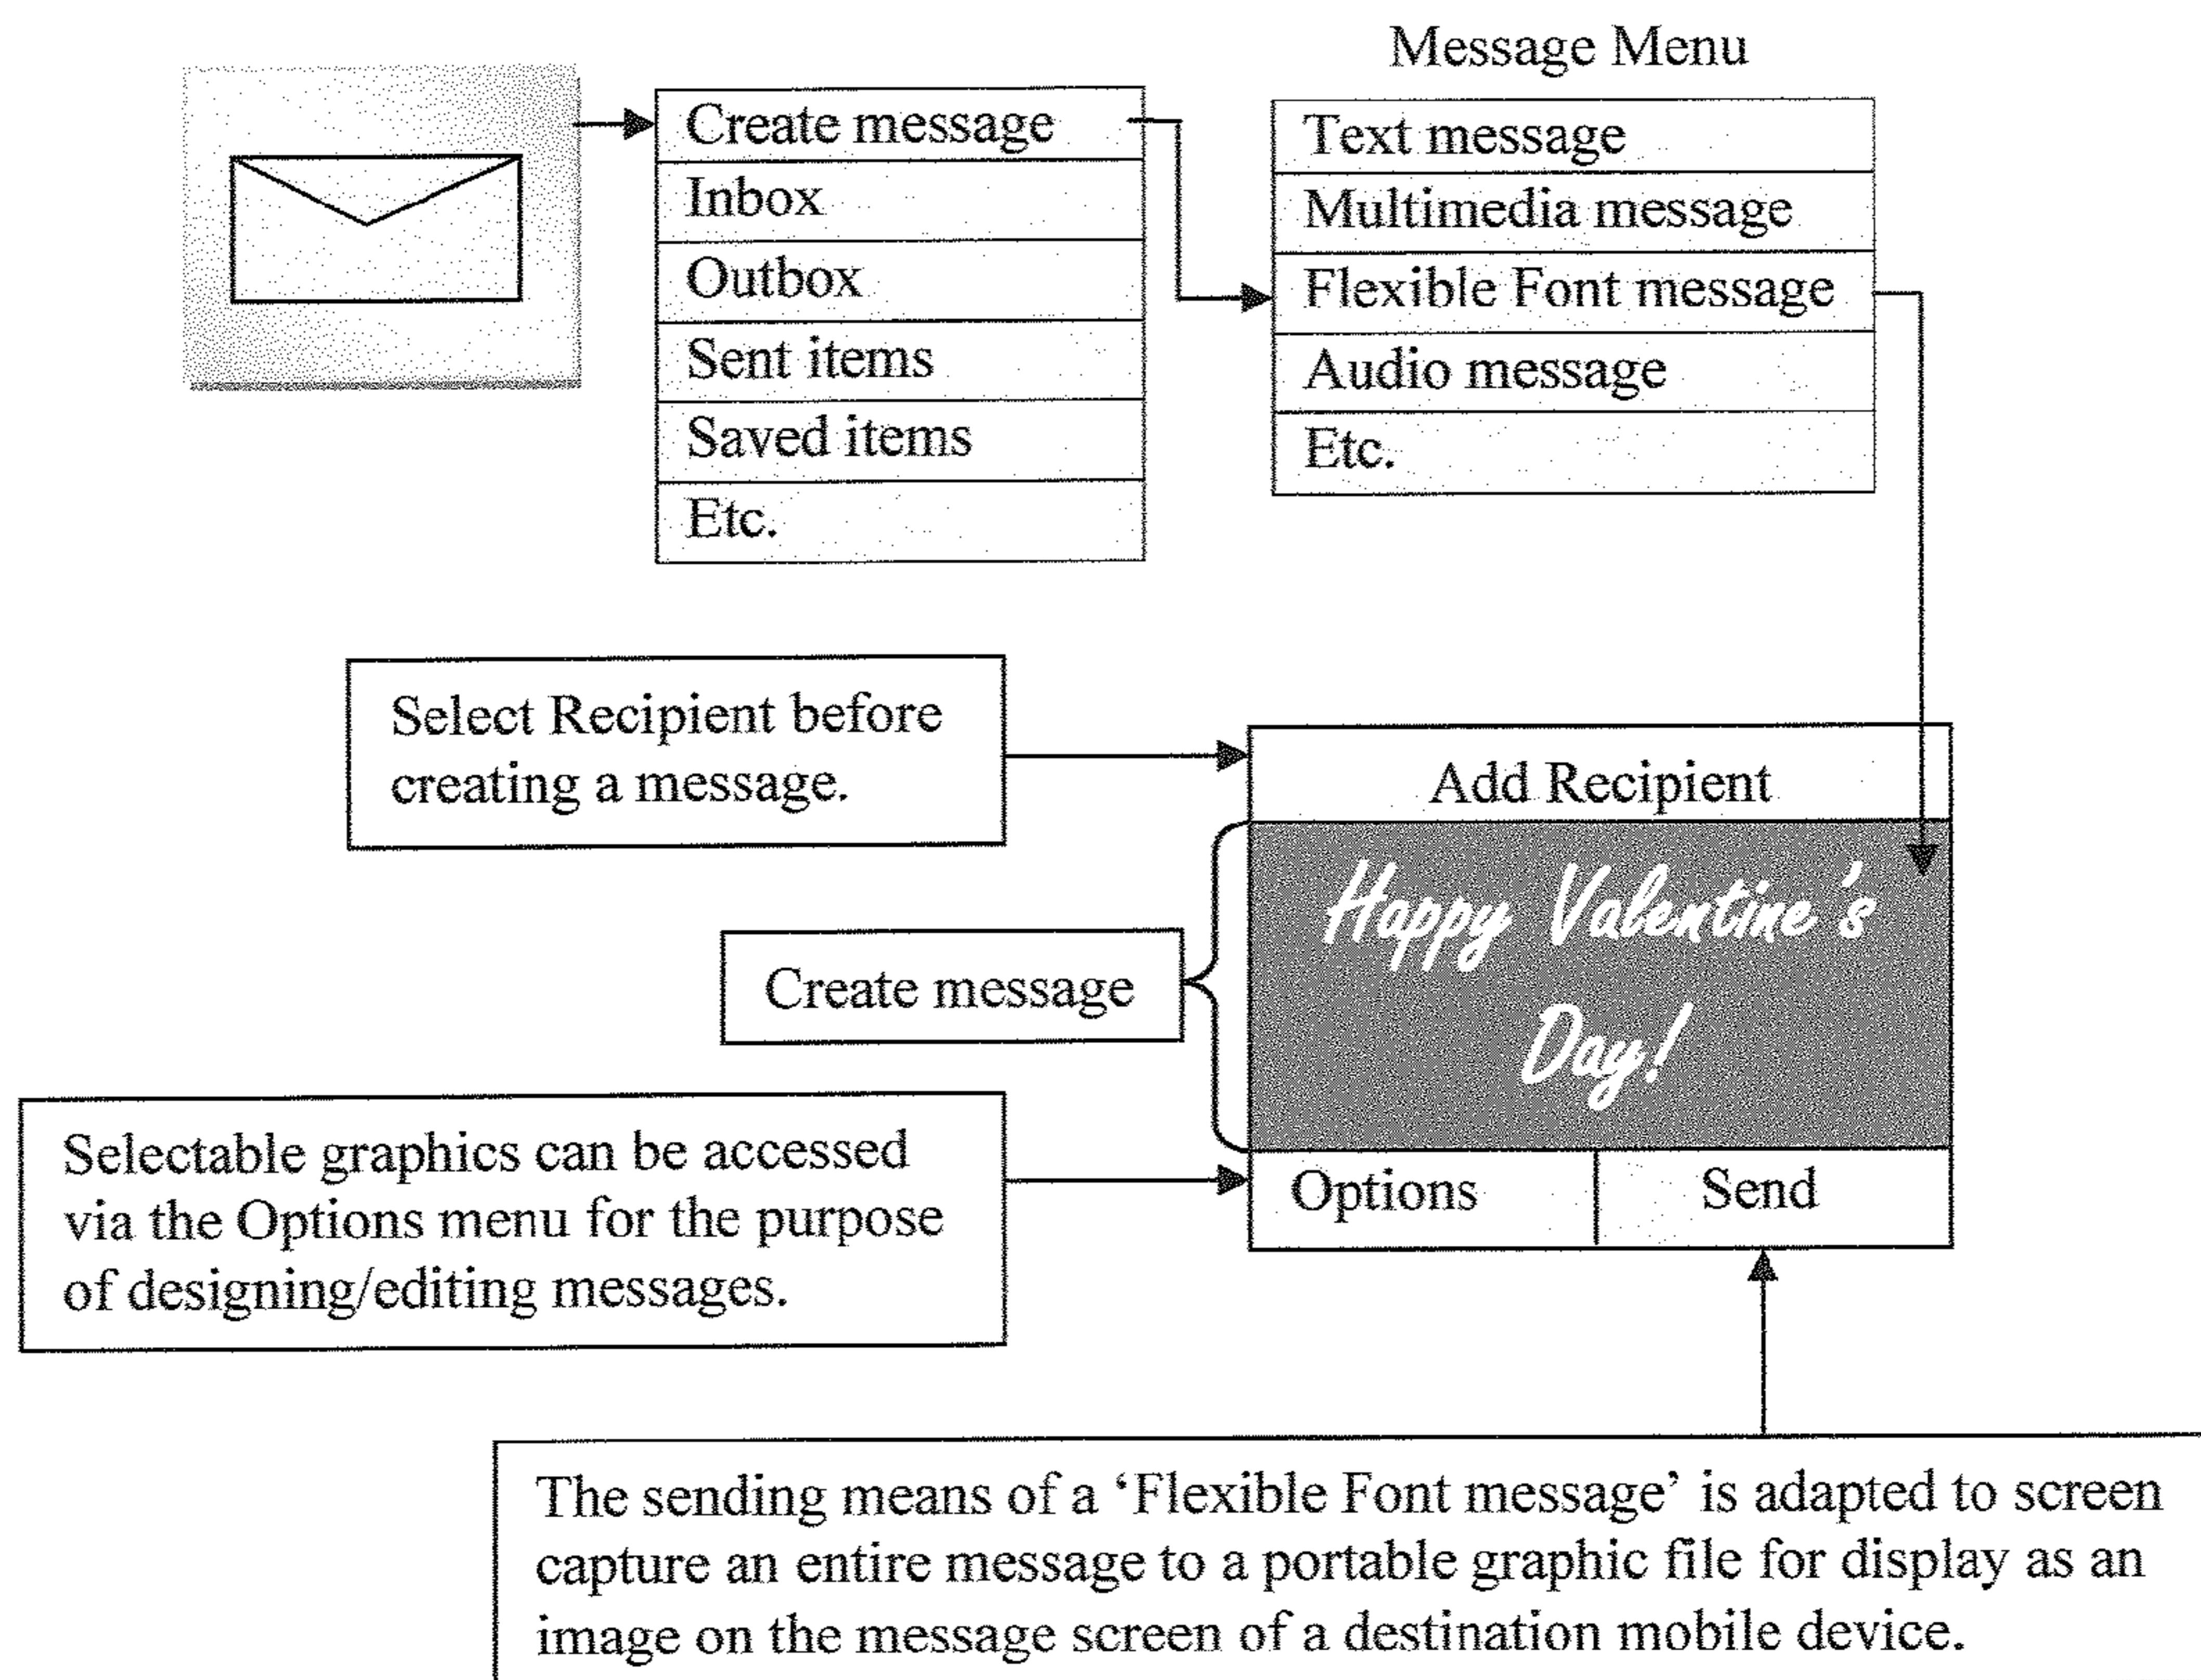 Message Menu
Create message
Inbox
Outbox
Sent items
Saved items
Etc.
Text message
Multimedia message
Flexible Font message
Audio message
Etc.
Select Recipient before
creating a message.
Add Recipient
Happy Valentine's
Day!
Create message
Options
Send
Selectable graphics can be accessed
via the Options menu for the purpose
of designing/editing messages.
The sending means of a ‘Flexible Font message’ is adapted to screen
capture an entire message to a portable graphic file for display as an
image on the message screen of a destination mobile device.